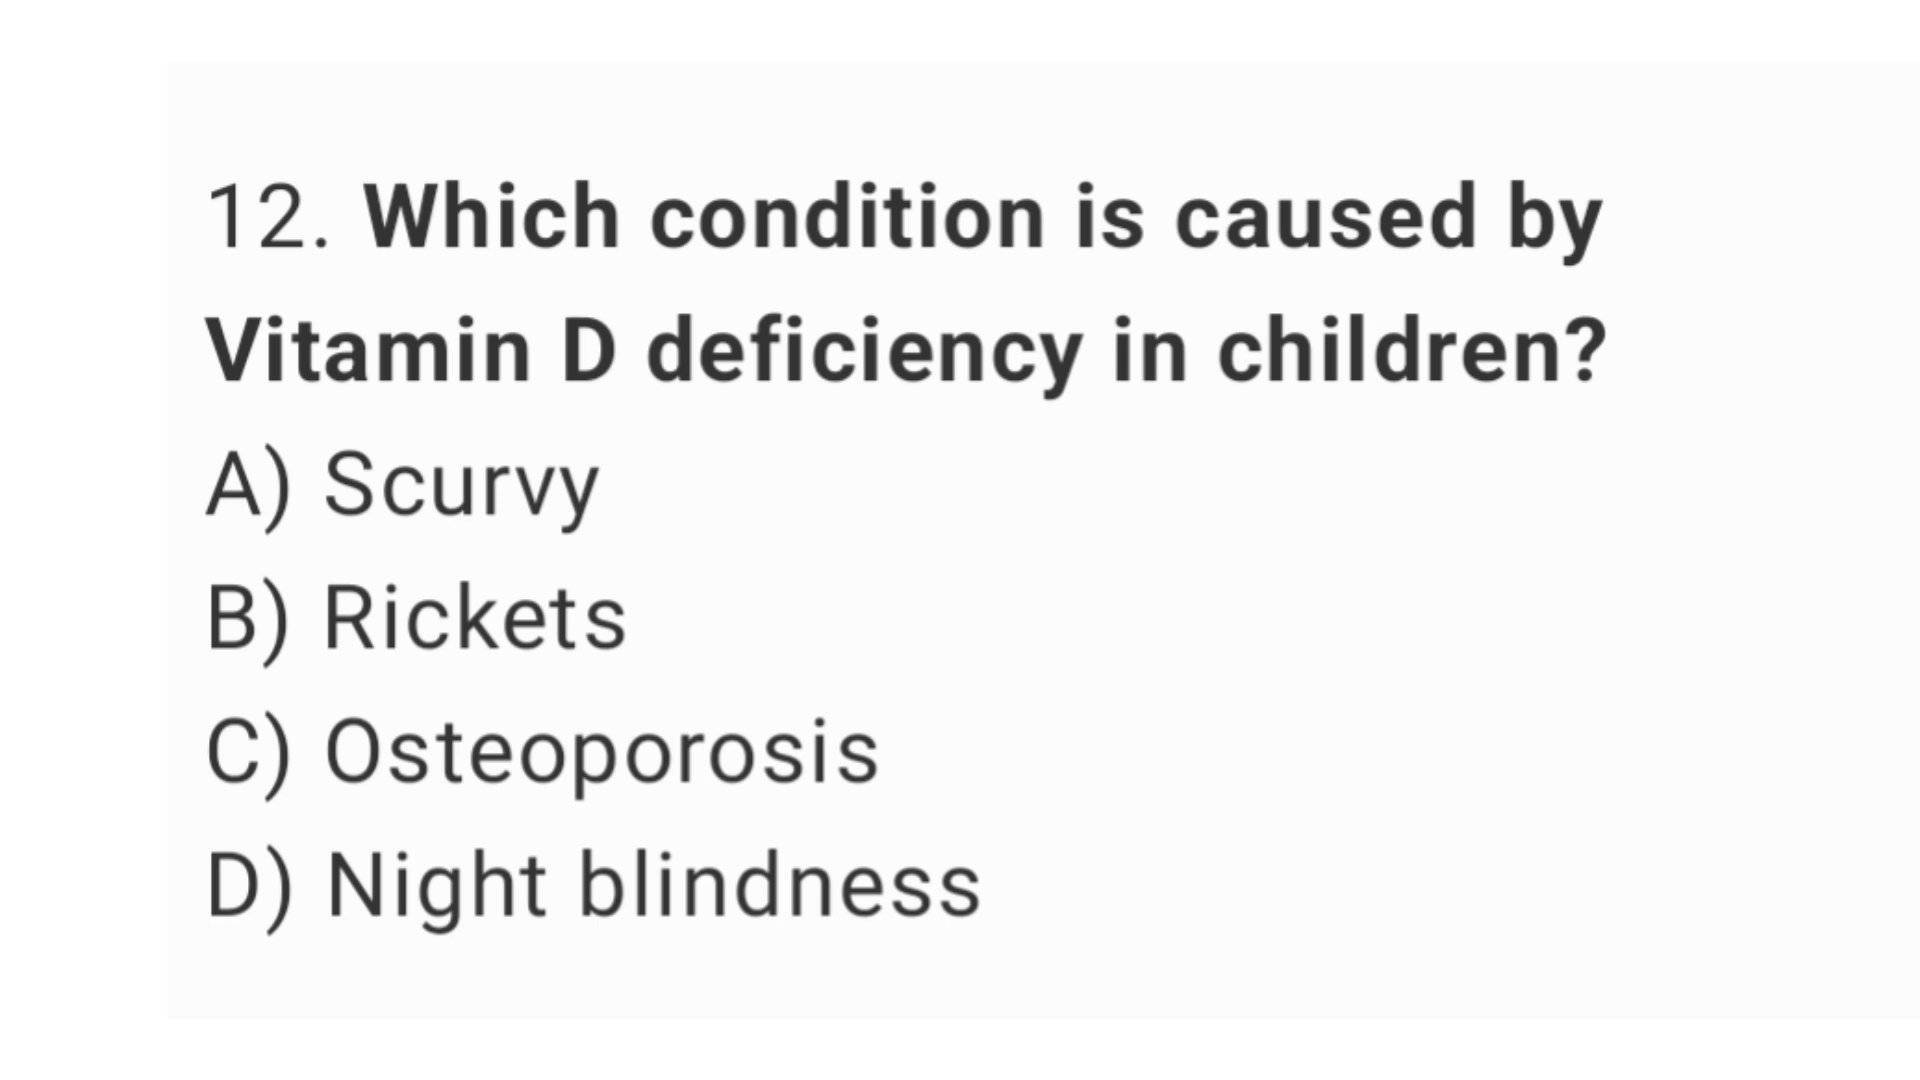 12. Which condition is caused by
Vitamin D deficiency in children?
A) Scurvy
B) Rickets
C) Osteoporosis
D) Night blindness